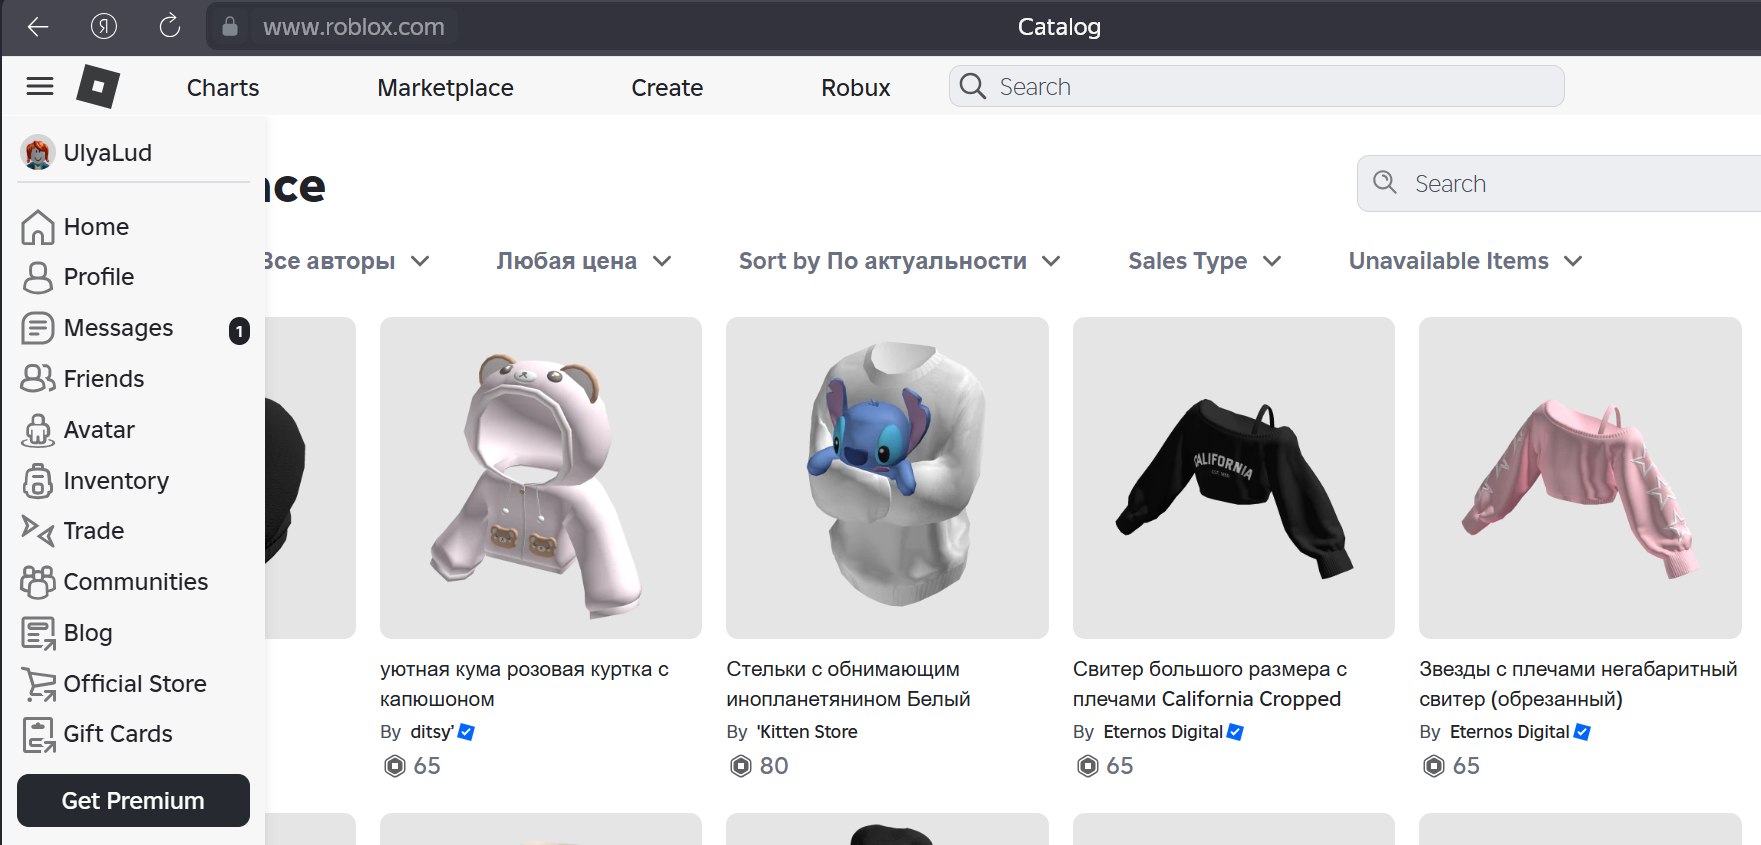 www.roblox.com
Catalog
Charts
Marketplace
Create
Robux
Search
UlyaLud
Home
Profile
Messages
1
Friends
Avatar
Inventory
Trade
Communities
Blog
Official Store
Gift Cards
Get Premium
ace
Search
Все авторы
Любая цена
Sort by По актуальности
Sales Type
Unavailable Items
CALIFORNIA
уютная кума розовая куртка с
капюшоном
By ditsy'
65
Стельки с обнимающим
инопланетянином Белый
By 'Kitten Store
80
Свитер большого размера с
плечами California Cropped
By Eternos Digital
65
Звезды с плечами негабаритный
свитер (обрезанный)
By Eternos Digital
65